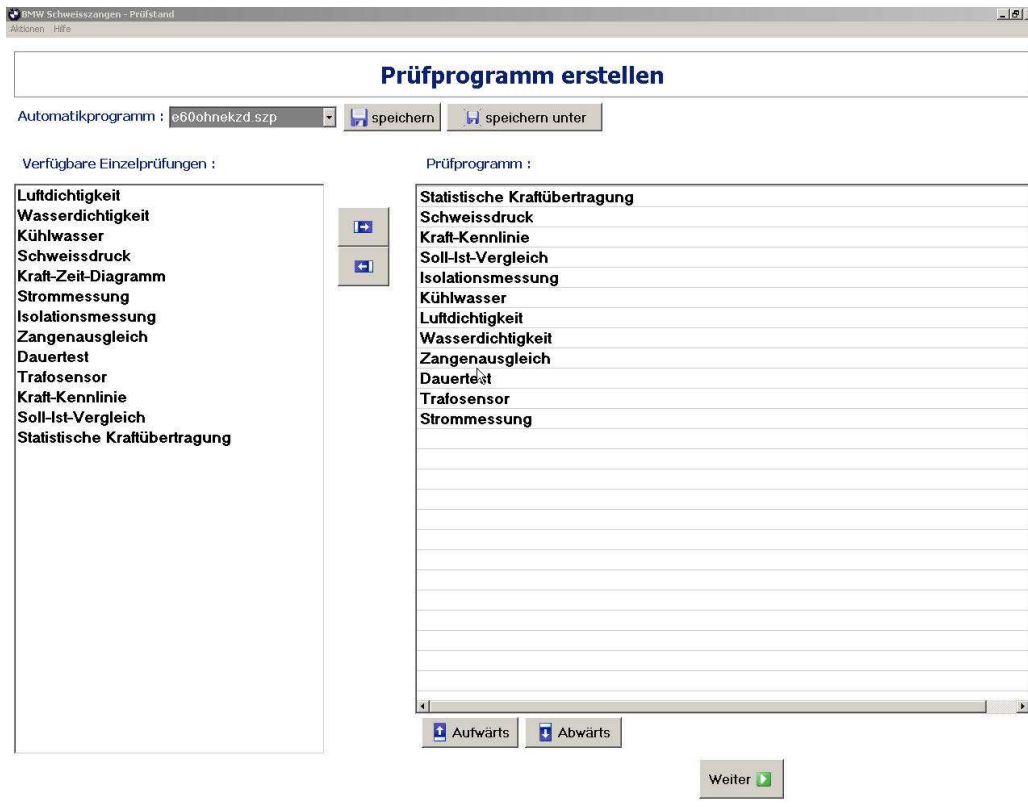 BMW Schweisszangen - Prüfstand
Aktionen Hilfe
Prüfprogramm erstellen
Automatikprogramm : e60ohnekzd.szp speichern speichern unter
Verfügbare Einzelprüfungen :
Luftdichtigkeit
Wasserdichtigkeit
Kühlwasser
Schweissdruck
Kraft-Zeit-Diagramm
Strommessung
Isolationsmessung
Zangenausgleich
Dauertest
Trafosensor
Kraft-Kennlinie
Soll-Ist-Vergleich
Statistische Kraftübertragung
Prüfprogramm :
Statistische Kraftübertragung
Schweissdruck
Kraft-Kennlinie
Soll-Ist-Vergleich
Isolationsmessung
Kühlwasser
Luftdichtigkeit
Wasserdichtigkeit
Zangenausgleich
Dauertest
Trafosensor
Strommessung
Aufwärts Abwärts
Weiter